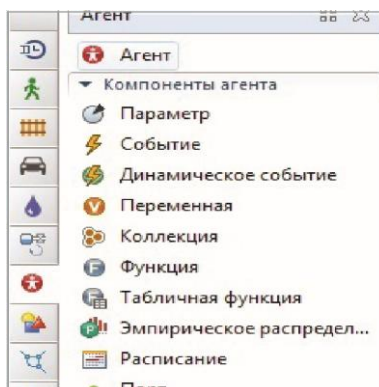 Агент
Агент
Компоненты агента
Параметр
Событие
Динамическое событие
Переменная
Коллекция
Функция
Табличная функция
Эмпирическое распредел...
Расписание